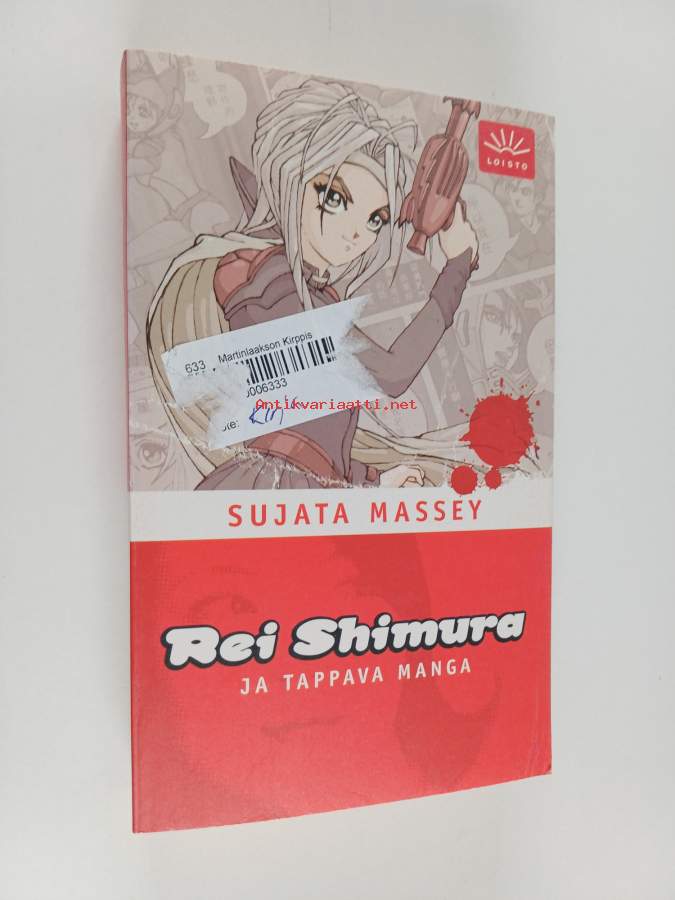 LOISTO
633
Martinlaakson Kirppis
006333
Antikvariaatti.net
SUJATA MASSEY
Rei Shimura
JA TAPPAVA MANGA